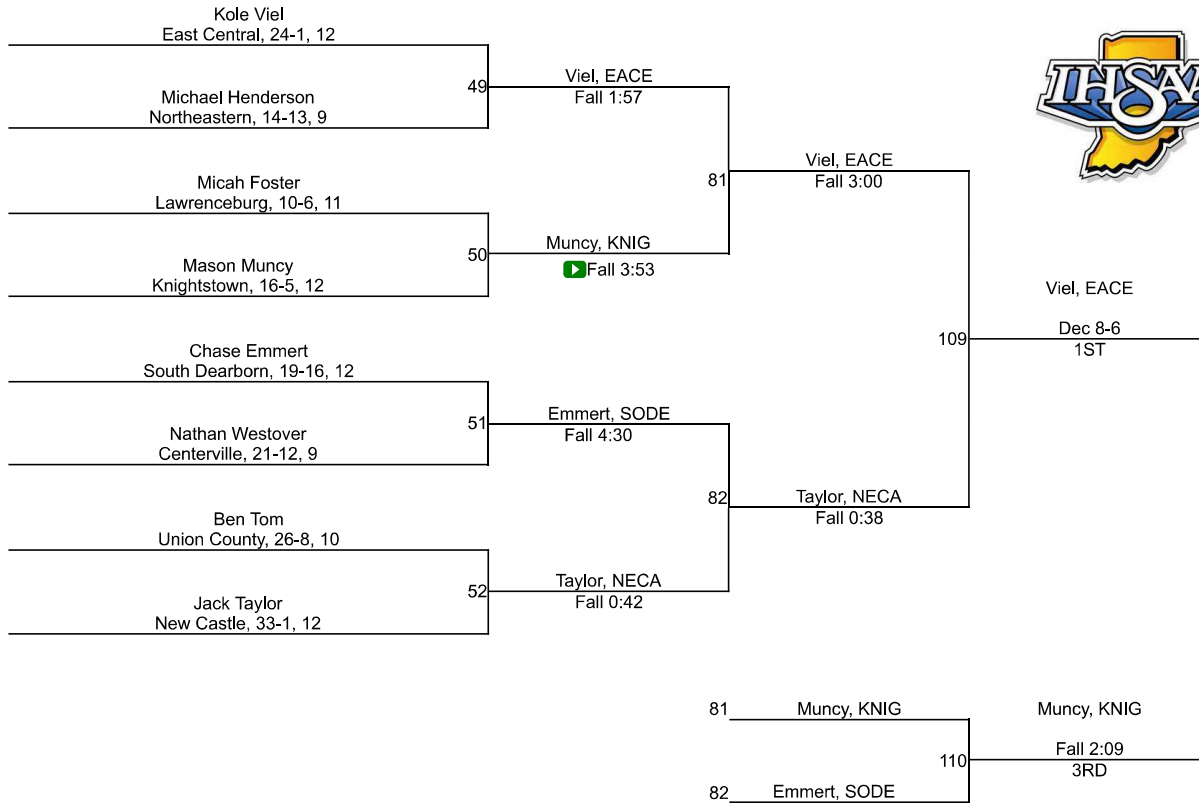 Kole Viel
East Central, 24-1, 12
49
Michael Henderson
Northeastern, 14-13, 9
Viel, EACE
Fall 1:57
Micah Foster
Lawrenceburg, 10-6, 11
50
Mason Muncy
Knightstown, 16-5, 12
Muncy, KNIG
Fall 3:53
81
Viel, EACE
Fall 3:00
Chase Emmert
South Dearborn, 19-16, 12
51
Nathan Westover
Centerville, 21-12, 9
Emmert, SODE
Fall 4:30
Ben Tom
Union County, 26-8, 10
52
Jack Taylor
New Castle, 33-1, 12
Taylor, NECA
Fall 0:42
82
Taylor, NECA
Fall 0:38
109
Viel, EACE
Dec 8-6
1ST
IHSAA
81
Muncy, KNIG
82
Emmert, SODE
110
Muncy, KNIG
Fall 2:09
3RD